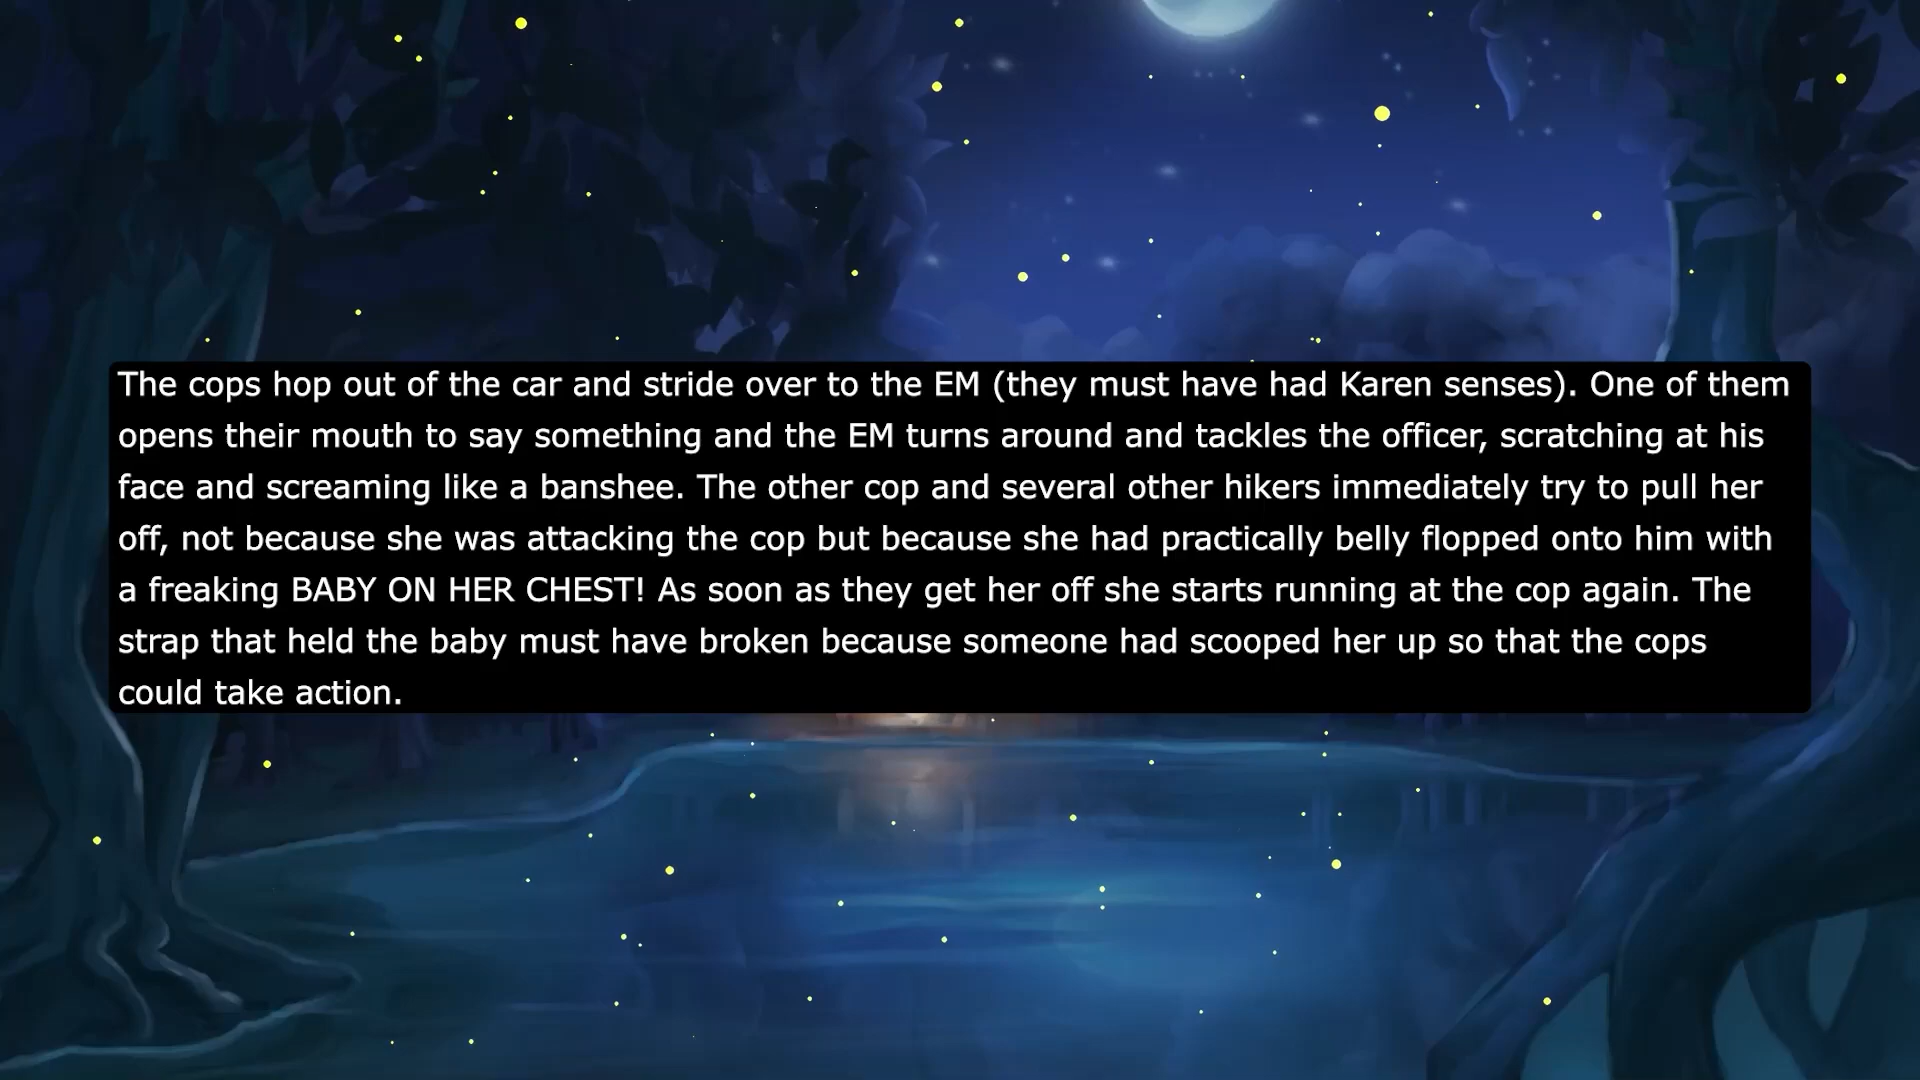 The cops hop out of the car and stride over to the EM (they must have had Karen senses). One of them
opens their mouth to say something and the EM turns around and tackles the officer, scratching at his
face and screaming like a banshee. The other cop and several other hikers immediately try to pull her
off, not because she was attacking the cop but because she had practically belly flopped onto him with
a freaking BABY ON HER CHEST! As soon as they get her off she starts running at the cop again. The
strap that held the baby must have broken because someone had scooped her up so that the cops
could take action.